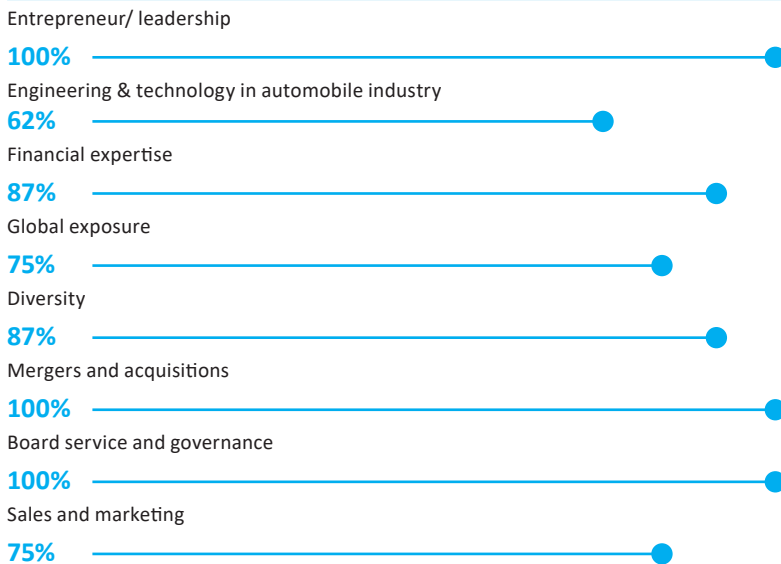 Entrepreneur/ leadership
100%
Engineering & technology in automobile industry
62%
Financial expertise
87%
Global exposure
75%
Diversity
87%
Mergers and acquisitions
100%
Board service and governance
100%
Sales and marketing
75%